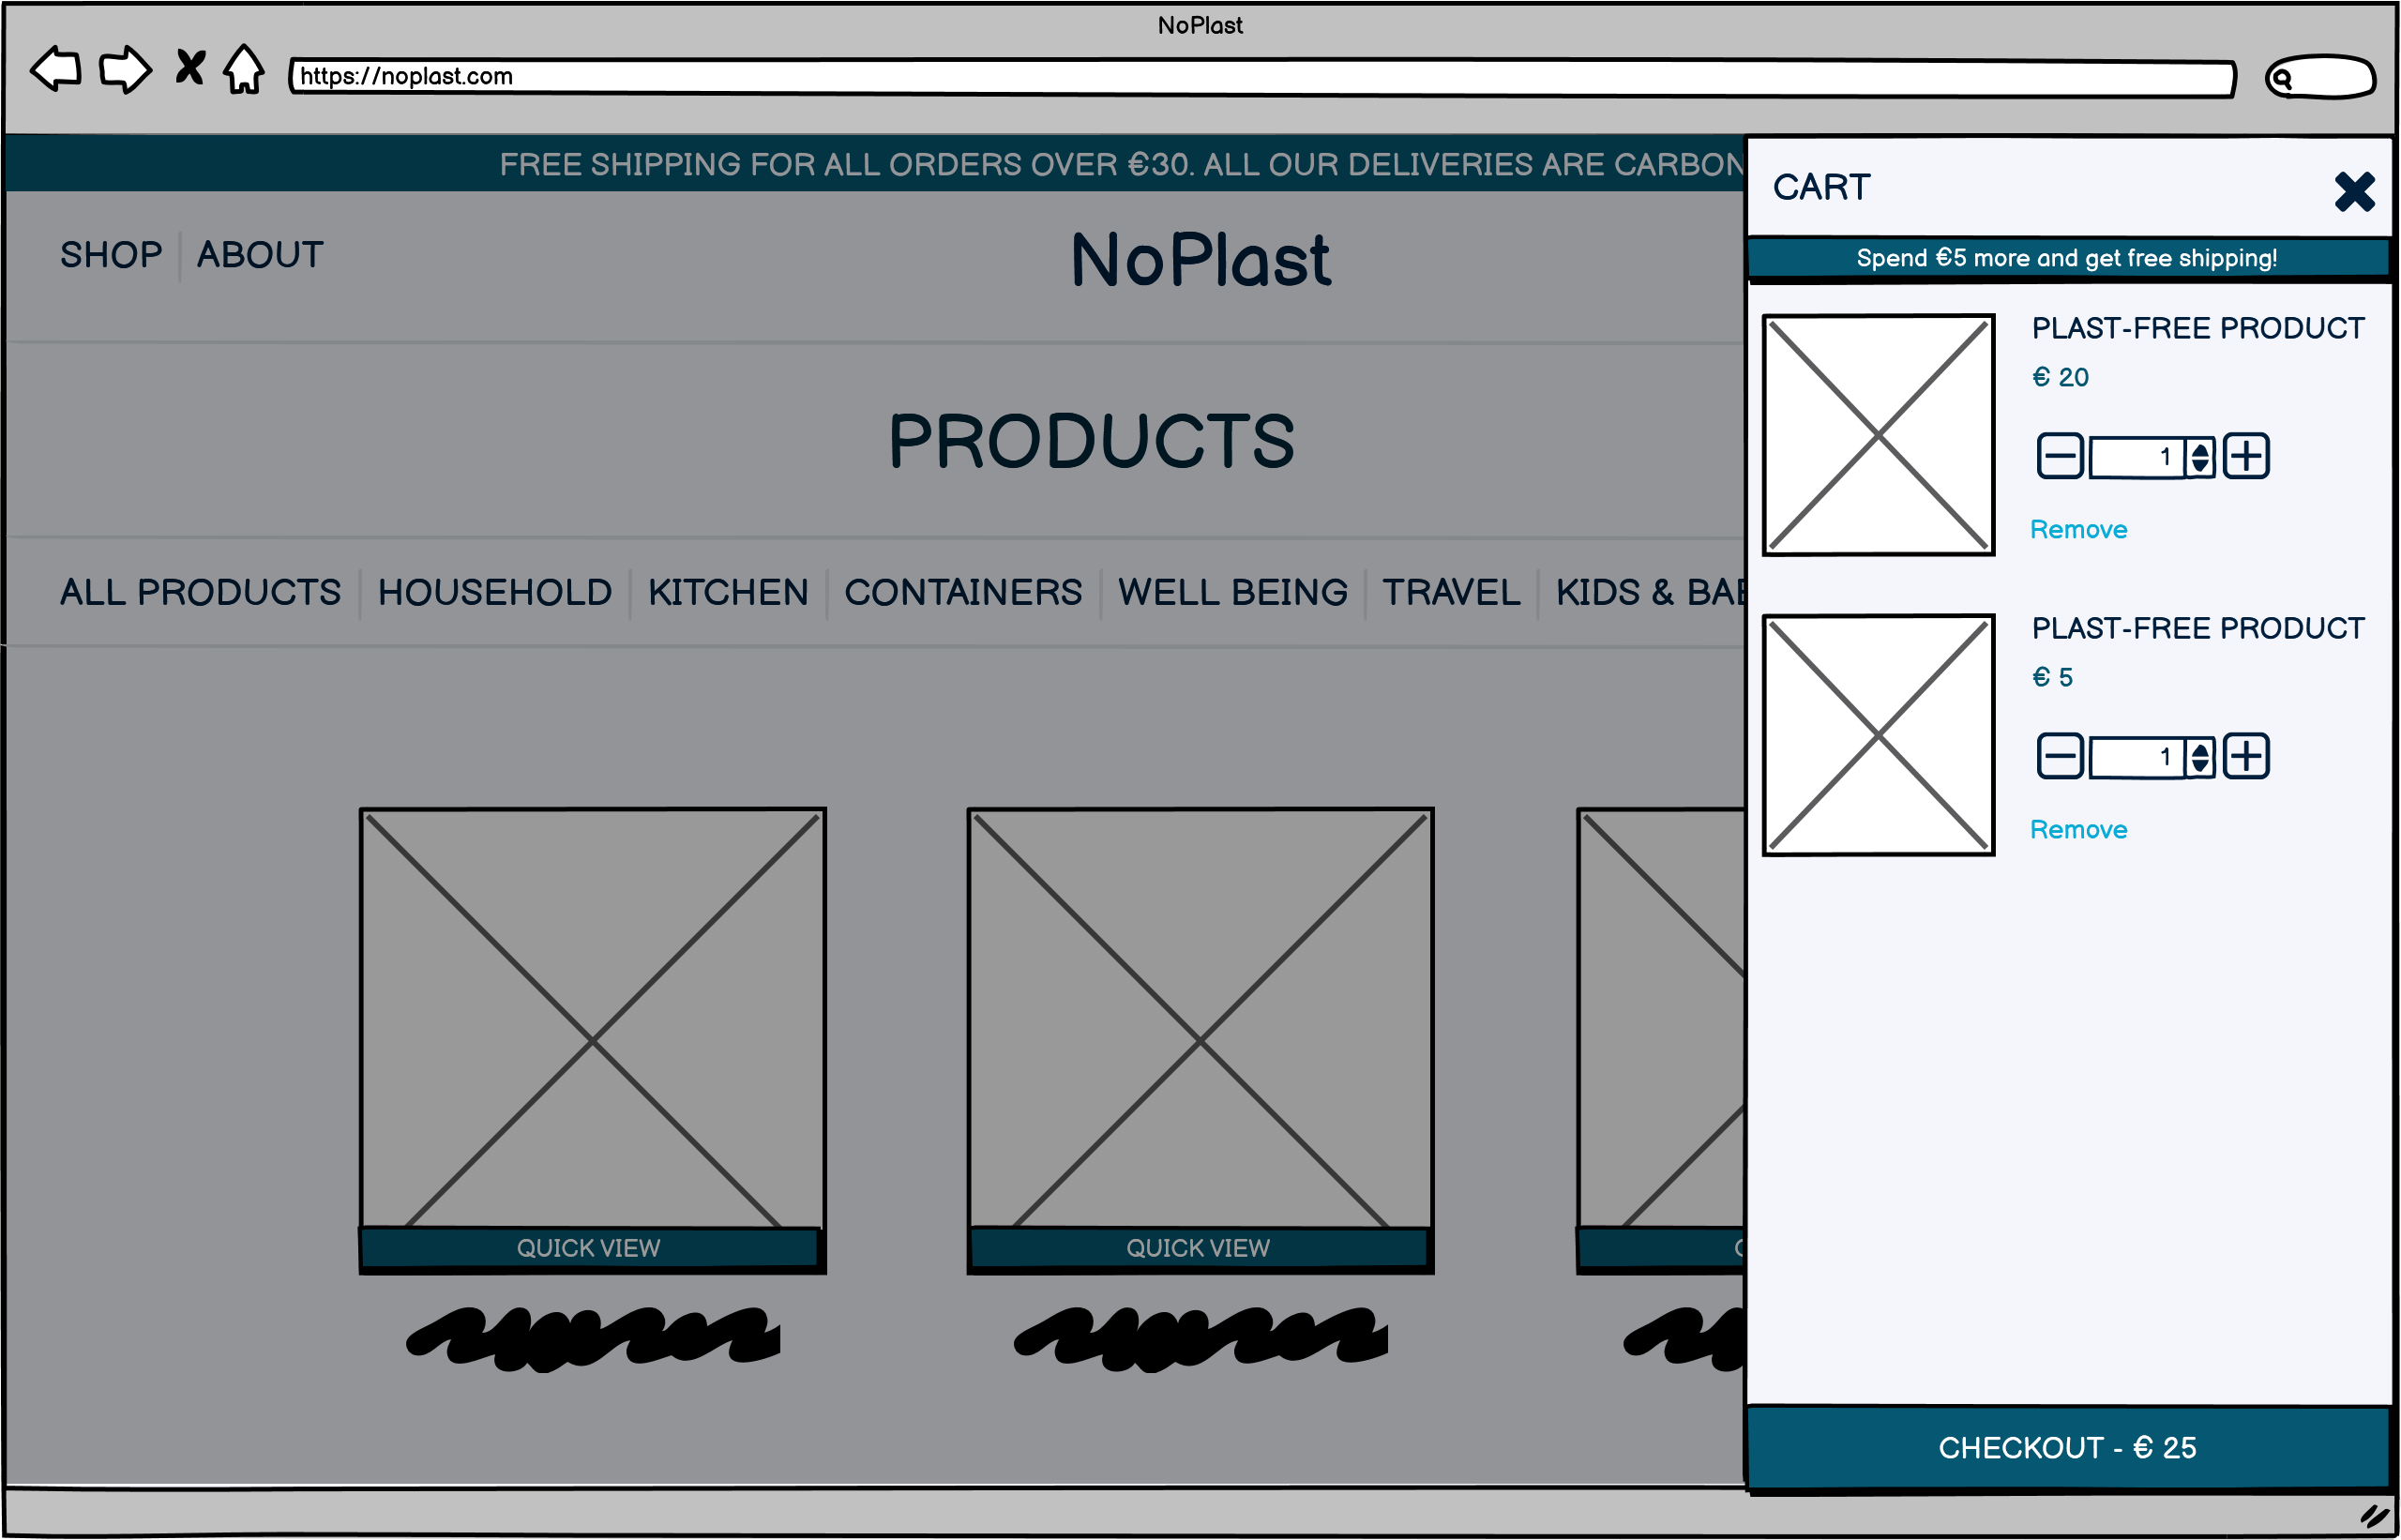 NoPlast
https://noplast.com
FREE SHIPPING FOR ALL ORDERS OVER €30. ALL OUR DELIVERIES ARE CARBON
SHOP ABOUT
NoPlast
PRODUCTS
ALL PRODUCTS HOUSEHOLD KITCHEN CONTAINERS WELL BEING TRAVEL KIDS &
QUICK VIEW QUICK VIEW
CART
Spend €5 more and get free shipping!
PLAST-FREE PRODUCT
€ 20
1
Remove
PLAST-FREE PRODUCT
€ 5
1
Remove
CHECKOUT - € 25